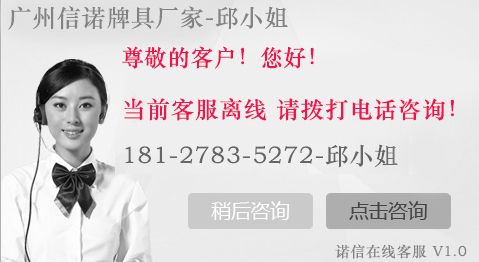 广州信诺牌具厂家-邱小姐
尊敬的客户！您好！
当前客服离线 请拨打电话咨询！
181-2783-5272-邱小姐
稍后咨询 点击咨询
诺信在线客服 V1.0